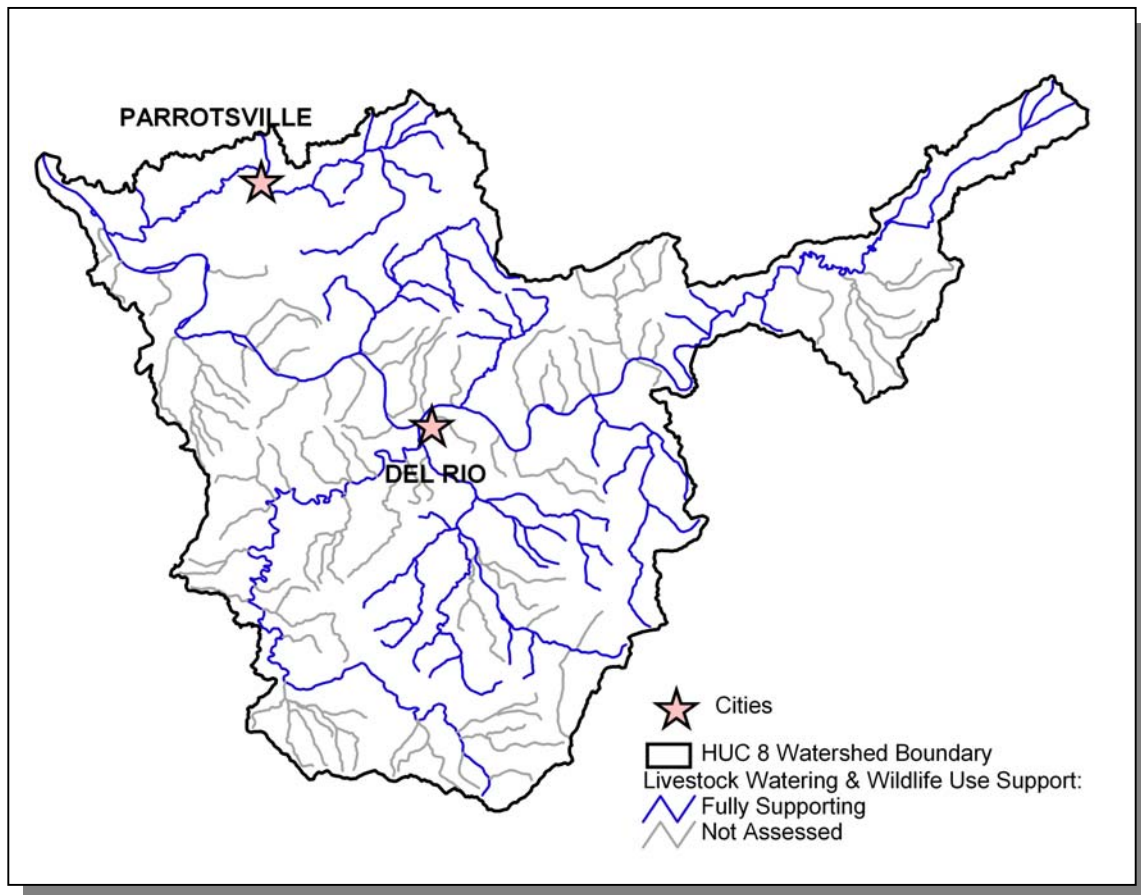 PARROTSVILLE
DEL RIO
Cities
HUC 8 Watershed Boundary
Livestock Watering & Wildlife Use Support:
Fully Supporting
Not Assessed